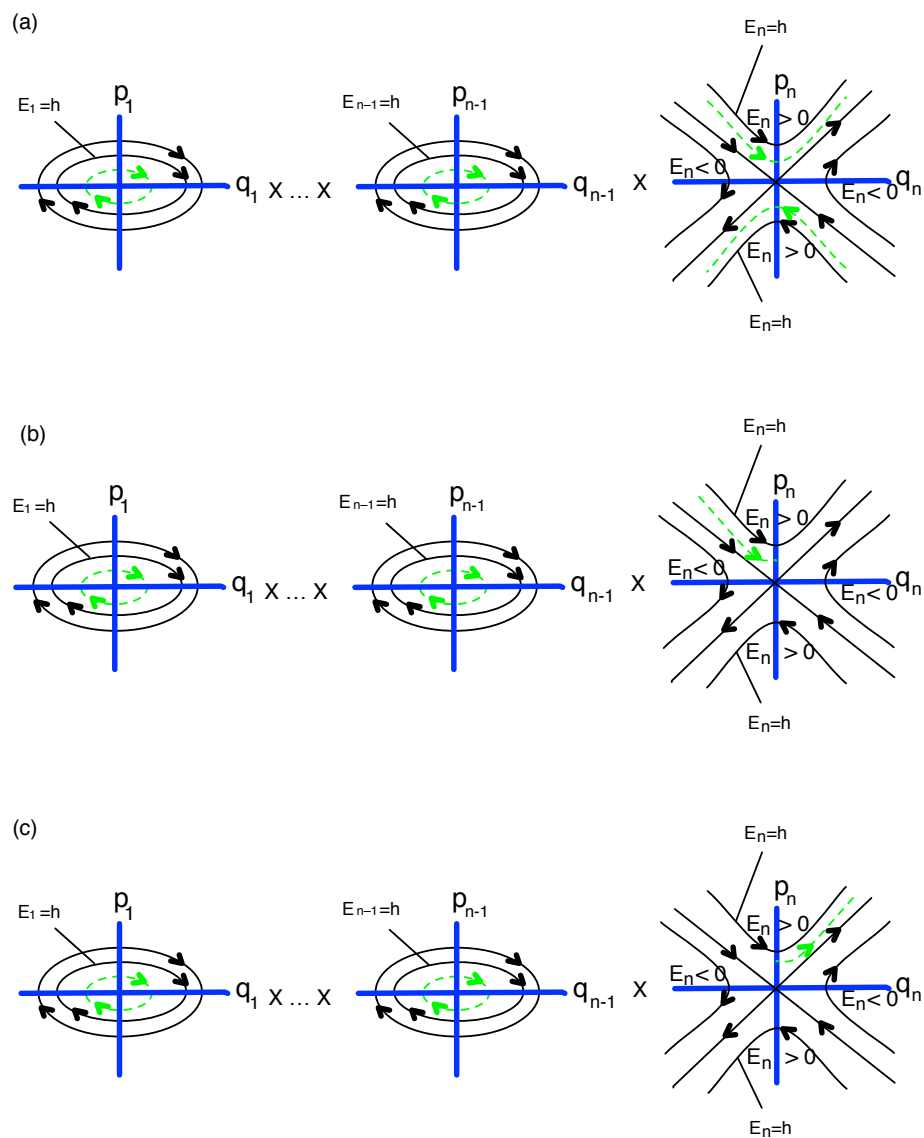 (a)
E1=h
p1
q1
X ... X
En−1=h
pn-1
qn-1
X
En=h
pn
En > 0
En< 0
qn
En< 0
En > 0
En=h
(b)
E1=h
p1
q1
X ... X
En−1=h
pn-1
qn-1
X
En=h
pn
En > 0
En< 0
qn
En< 0
En > 0
En=h
(c)
E1=h
p1
q1
X ... X
En−1=h
pn-1
qn-1
X
En=h
pn
En > 0
En< 0
qn
En< 0
En > 0
En=h